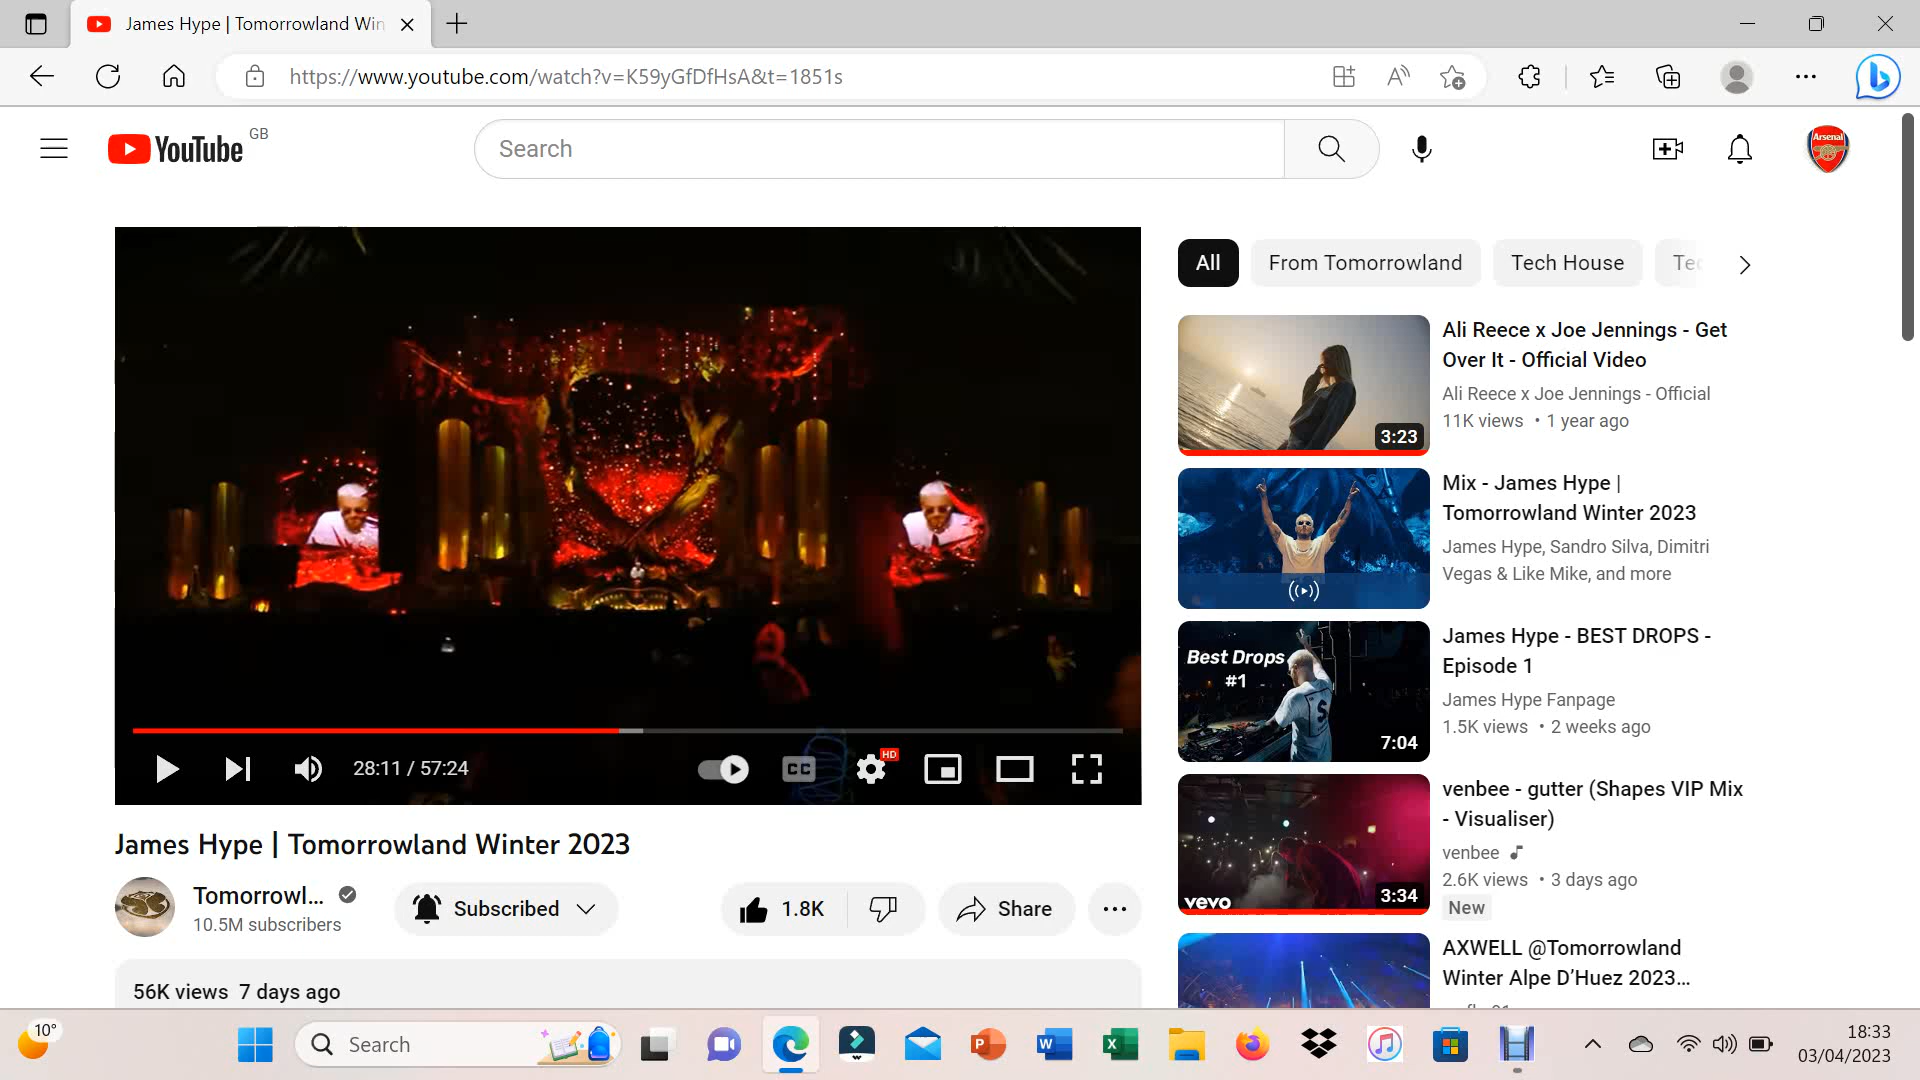 James Hype | Tomorrowland Win
https://www.youtube.com/watch?v=K59yGfDfHsA&t=1851s
YouTube GB
Search
Arsenal
All
From Tomorrowland
Tech House
Tec
Ali Reece x Joe Jennings - Get
Over It - Official Video
Ali Reece x Joe Jennings - Official
11K views • 1 year ago
3:23
Mix - James Hype |
Tomorrowland Winter 2023
James Hype, Sandro Silva, Dimitri
Vegas & Like Mike, and more
Best Drops
#1
7:04
James Hype - BEST DROPS -
Episode 1
James Hype Fanpage
1.5K views • 2 weeks ago
vevo
3:34
venbee - gutter (Shapes VIP Mix
- Visualiser)
venbee
2.6K views • 3 days ago
New
AXWELL @Tomorrowland
Winter Alpe D’Huez 2023...
28:11 / 57:24
CC
HD
James Hype | Tomorrowland Winter 2023
Tomorrowl...
10.5M subscribers
Subscribed
1.8K
Share
56K views 7 days ago
10°
Search
18:33
03/04/2023